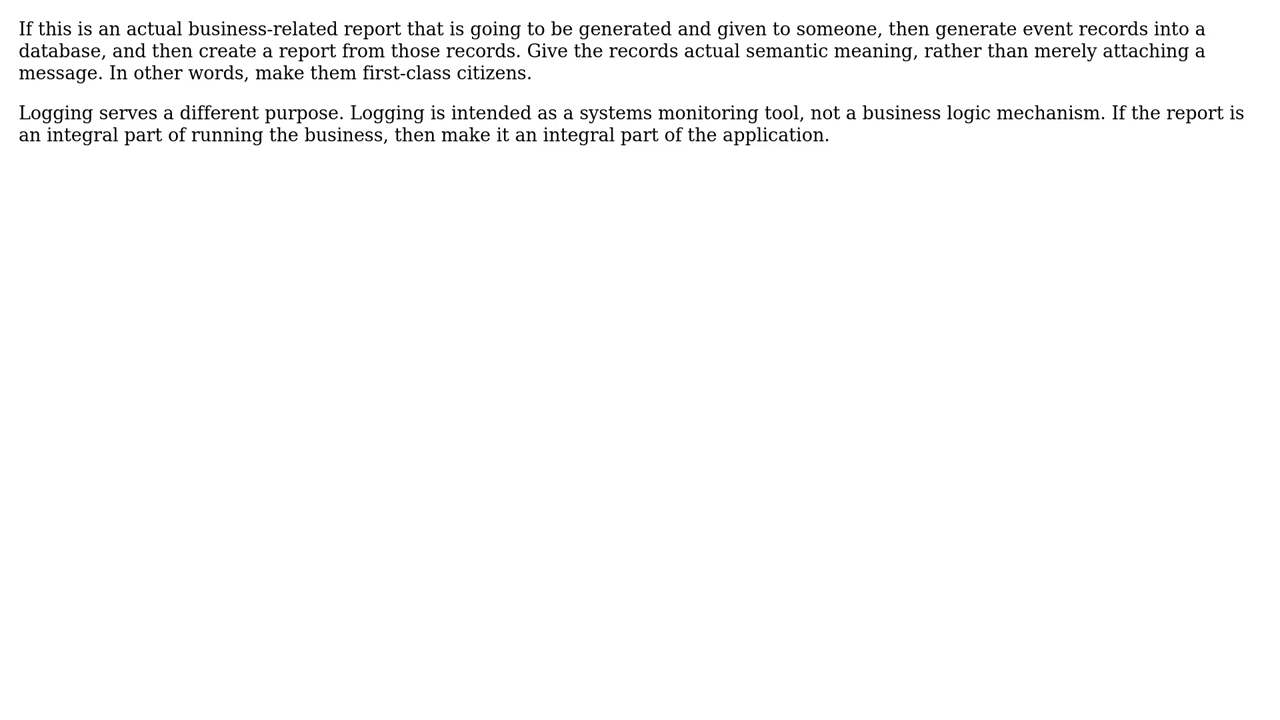 If this is an actual business-related report that is going to be generated and given to someone, then generate event records into a
database, and then create a report from those records. Give the records actual semantic meaning, rather than merely attaching a
message. In other words, make them first-class citizens.
Logging serves a different purpose. Logging is intended as a systems monitoring tool, not a business logic mechanism. If the report is
an integral part of running the business, then make it an integral part of the application.